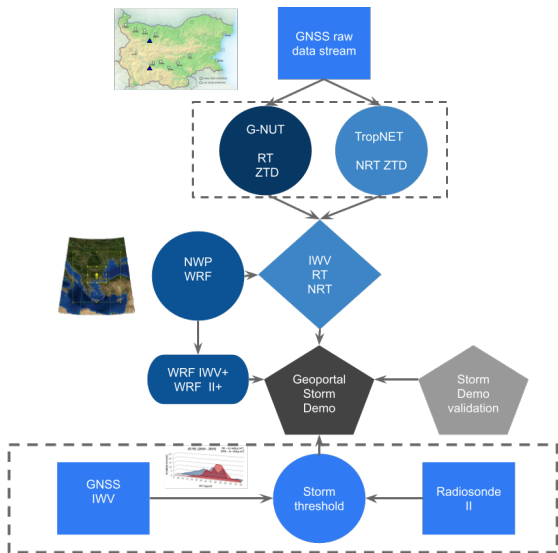 GNSS raw
data stream
G-NUT
RT
ZTD
TropNET
NRT ZTD
NWP
WRF
IWV
RT
NRT
WRF IWV+
WRF II+
Geoportal
Storm
Demo
Storm
Demo
validation
GNSS
IWV
Storm
threshold
Radiosonde
II